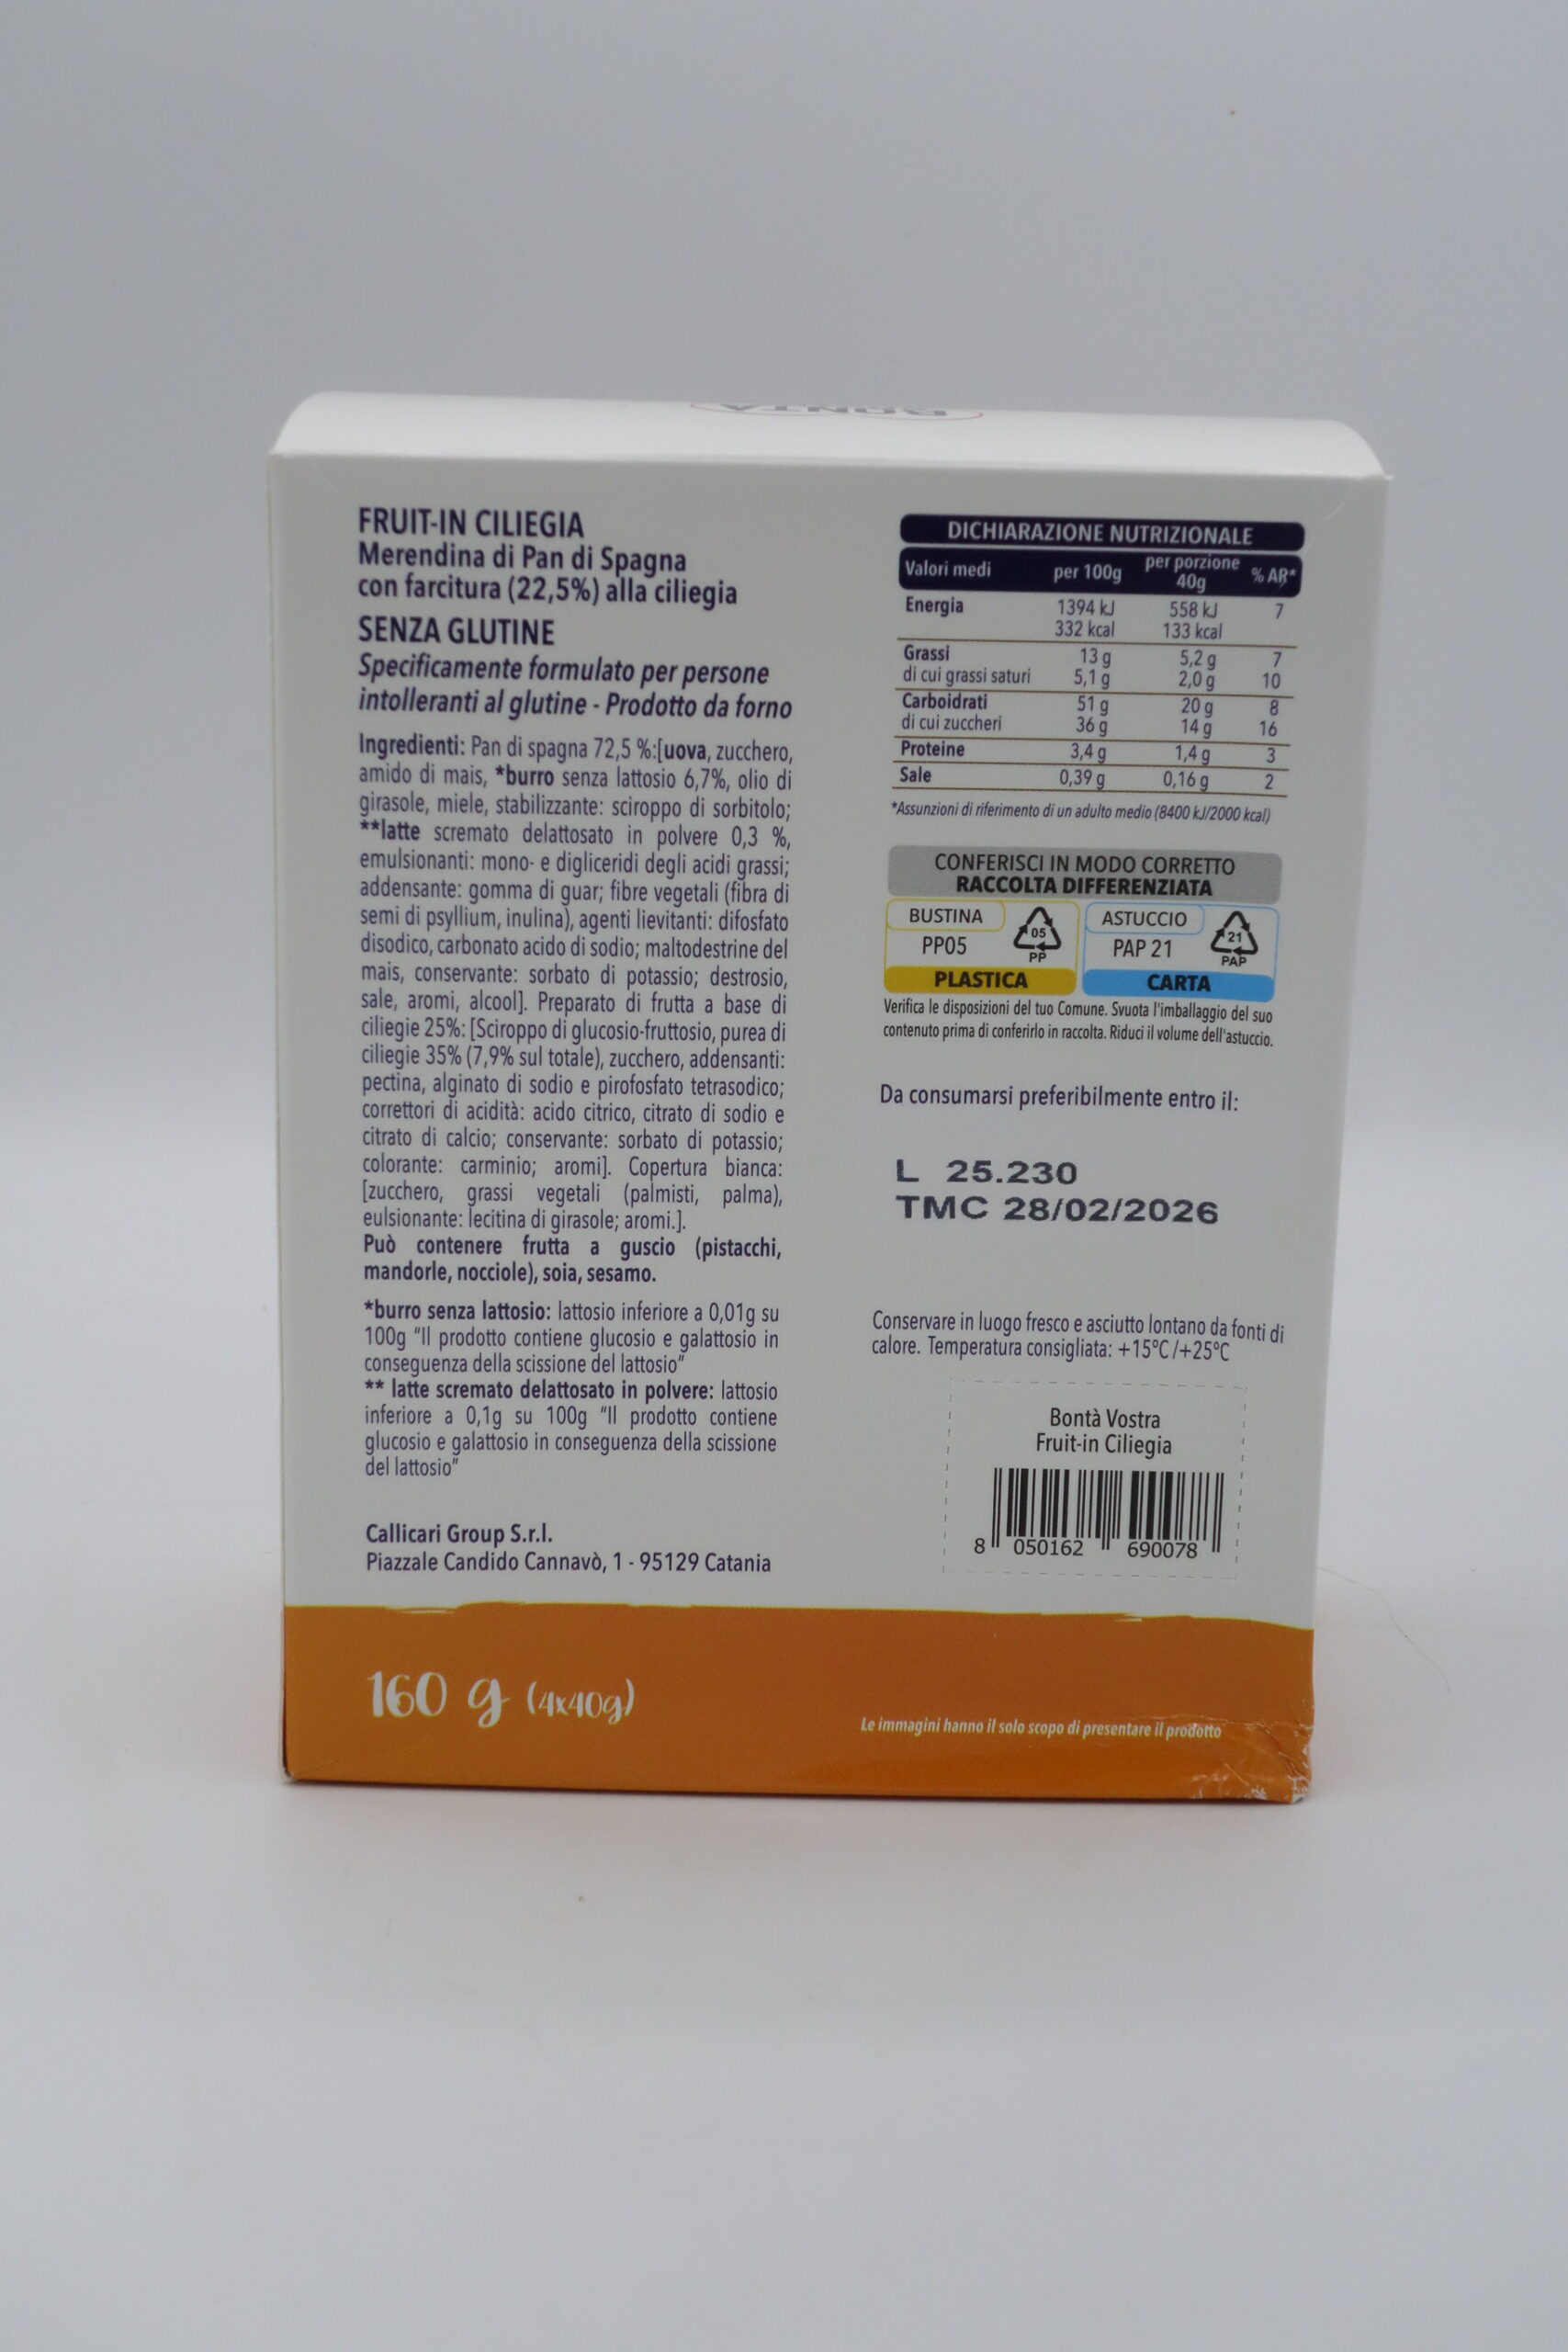 BONTÀ
FRUIT-IN CILIEGIA
Merendina di Pan di Spagna
con farcitura (22,5%) alla ciliegia
SENZA GLUTINE
Specificamente formulato per persone
intolleranti al glutine - Prodotto da forno
Ingredienti: Pan di spagna 72,5 %:[uova, zucchero,
amido di mais, *burro senza lattosio 6,7%, olio di
girasole, miele, stabilizzante: sciroppo di sorbitolo;
**latte scremato delattosato in polvere 0,3 %,
emulsionanti: mono- e digliceridi degli acidi grassi;
addensante: gomma di guar; fibre vegetali (fibra di
semi di psyllium, inulina), agenti lievitanti: difosfato
disodico, carbonato acido di sodio; maltodestrine del
mais, conservante: sorbato di potassio; destrosio,
sale, aromi, alcool]. Preparato di frutta a base di
ciliegie 25%: [Sciroppo di glucosio-fruttosio, purea di
ciliegie 35% (7,9% sul totale), zucchero, addensanti:
pectina, alginato di sodio e pirofosfato tetrasodico;
correttori di acidità: acido citrico, citrato di sodio e
citrato di calcio; conservante: sorbato di potassio;
colorante: carminio; aromi]. Copertura bianca:
[zucchero, grassi vegetali (palmisti, palma),
eulsionante: lecitina di girasole; aromi.].
Può contenere frutta a guscio (pistacchi,
mandorle, nocciole), soia, sesamo.
*burro senza lattosio: lattosio inferiore a 0,01g su
100g "Il prodotto contiene glucosio e galattosio in
conseguenza della scissione del lattosio"
** latte scremato delattosato in polvere: lattosio
inferiore a 0,1g su 100g "Il prodotto contiene
glucosio e galattosio in conseguenza della scissione
del lattosio"
Callicari Group S.r.l.
Piazzale Candido Cannavò, 1 - 95129 Catania
160 g (4x40g)
DICHIARAZIONE NUTRIZIONALE
Valori medi per 100g per porzione 40g % AR*
Energia 1394 kJ 558 kJ 7
332 kcal 133 kcal
Grassi 13 g 5,2 g 7
di cui grassi saturi 5,1 g 2,0 g 10
Carboidrati 51 g 20 g 8
di cui zuccheri 36 g 14 g 16
Proteine 3,4 g 1,4 g 3
Sale 0,39 g 0,16 g 2
*Assunzioni di riferimento di un adulto medio (8400 kJ/2000 kcal)
CONFERISCI IN MODO CORRETTO
RACCOLTA DIFFERENZIATA
BUSTINA
PP05
05
PP
PLASTICA
ASTUCCIO
PAP 21
21
PAP
CARTA
Verifica le disposizioni del tuo Comune. Svuota l'imballaggio del suo
contenuto prima di conferirlo in raccolta. Riduci il volume dell'astuccio.
Da consumarsi preferibilmente entro il:
L 25.230
TMC 28/02/2026
Conservare in luogo fresco e asciutto lontano da fonti di
calore. Temperatura consigliata: +15°C/+25°C
Bontà Vostra
Fruit-in Ciliegia
8 050162 690078
Le immagini hanno il solo scopo di presentare il prodotto